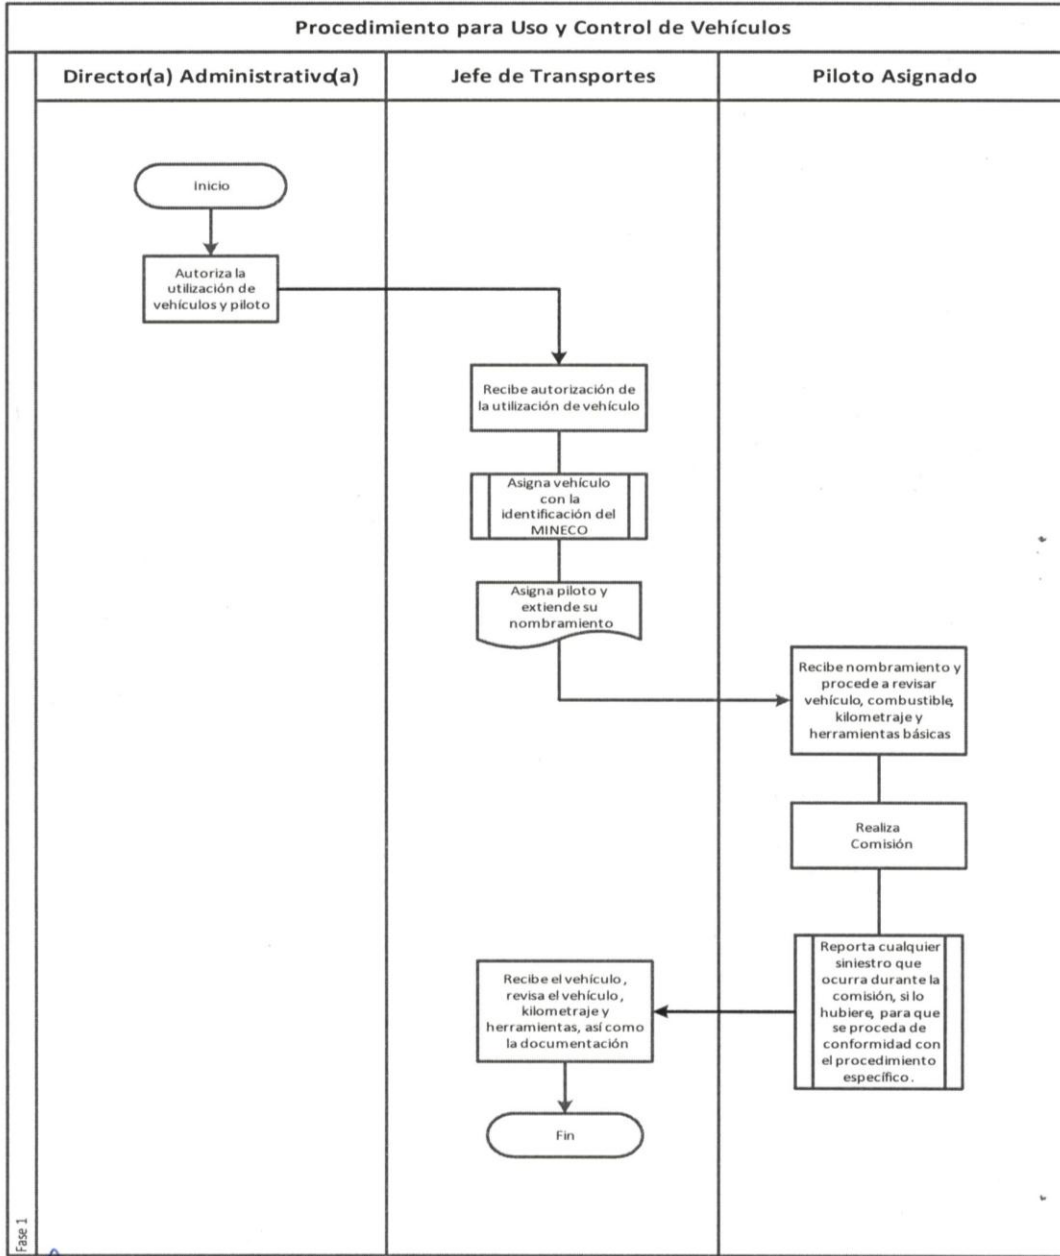 Procedimiento para Uso y Control de Vehículos
Director(a) Administrativo(a)
Jefe de Transportes
Piloto Asignado
Inicio
Autoriza la
utilización de
vehículos y piloto
Recibe autorización de
la utilización de vehículo
Asigna vehículo
con la
identificación del
MINECO
Asigna piloto y
extiende su
nombramiento
Recibe nombramiento y
procede a revisar
vehículo, combustible,
kilometraje y
herramientas básicas
Realiza
Comisión
Reporta cualquier
siniestro que
ocurra durante la
comisión, si lo
hubiere, para que
se proceda de
conformidad con
el procedimiento
específico.
Recibe el vehículo,
revisa el vehículo,
kilometraje y
herramientas, así como
la documentación
Fin
Fase 1